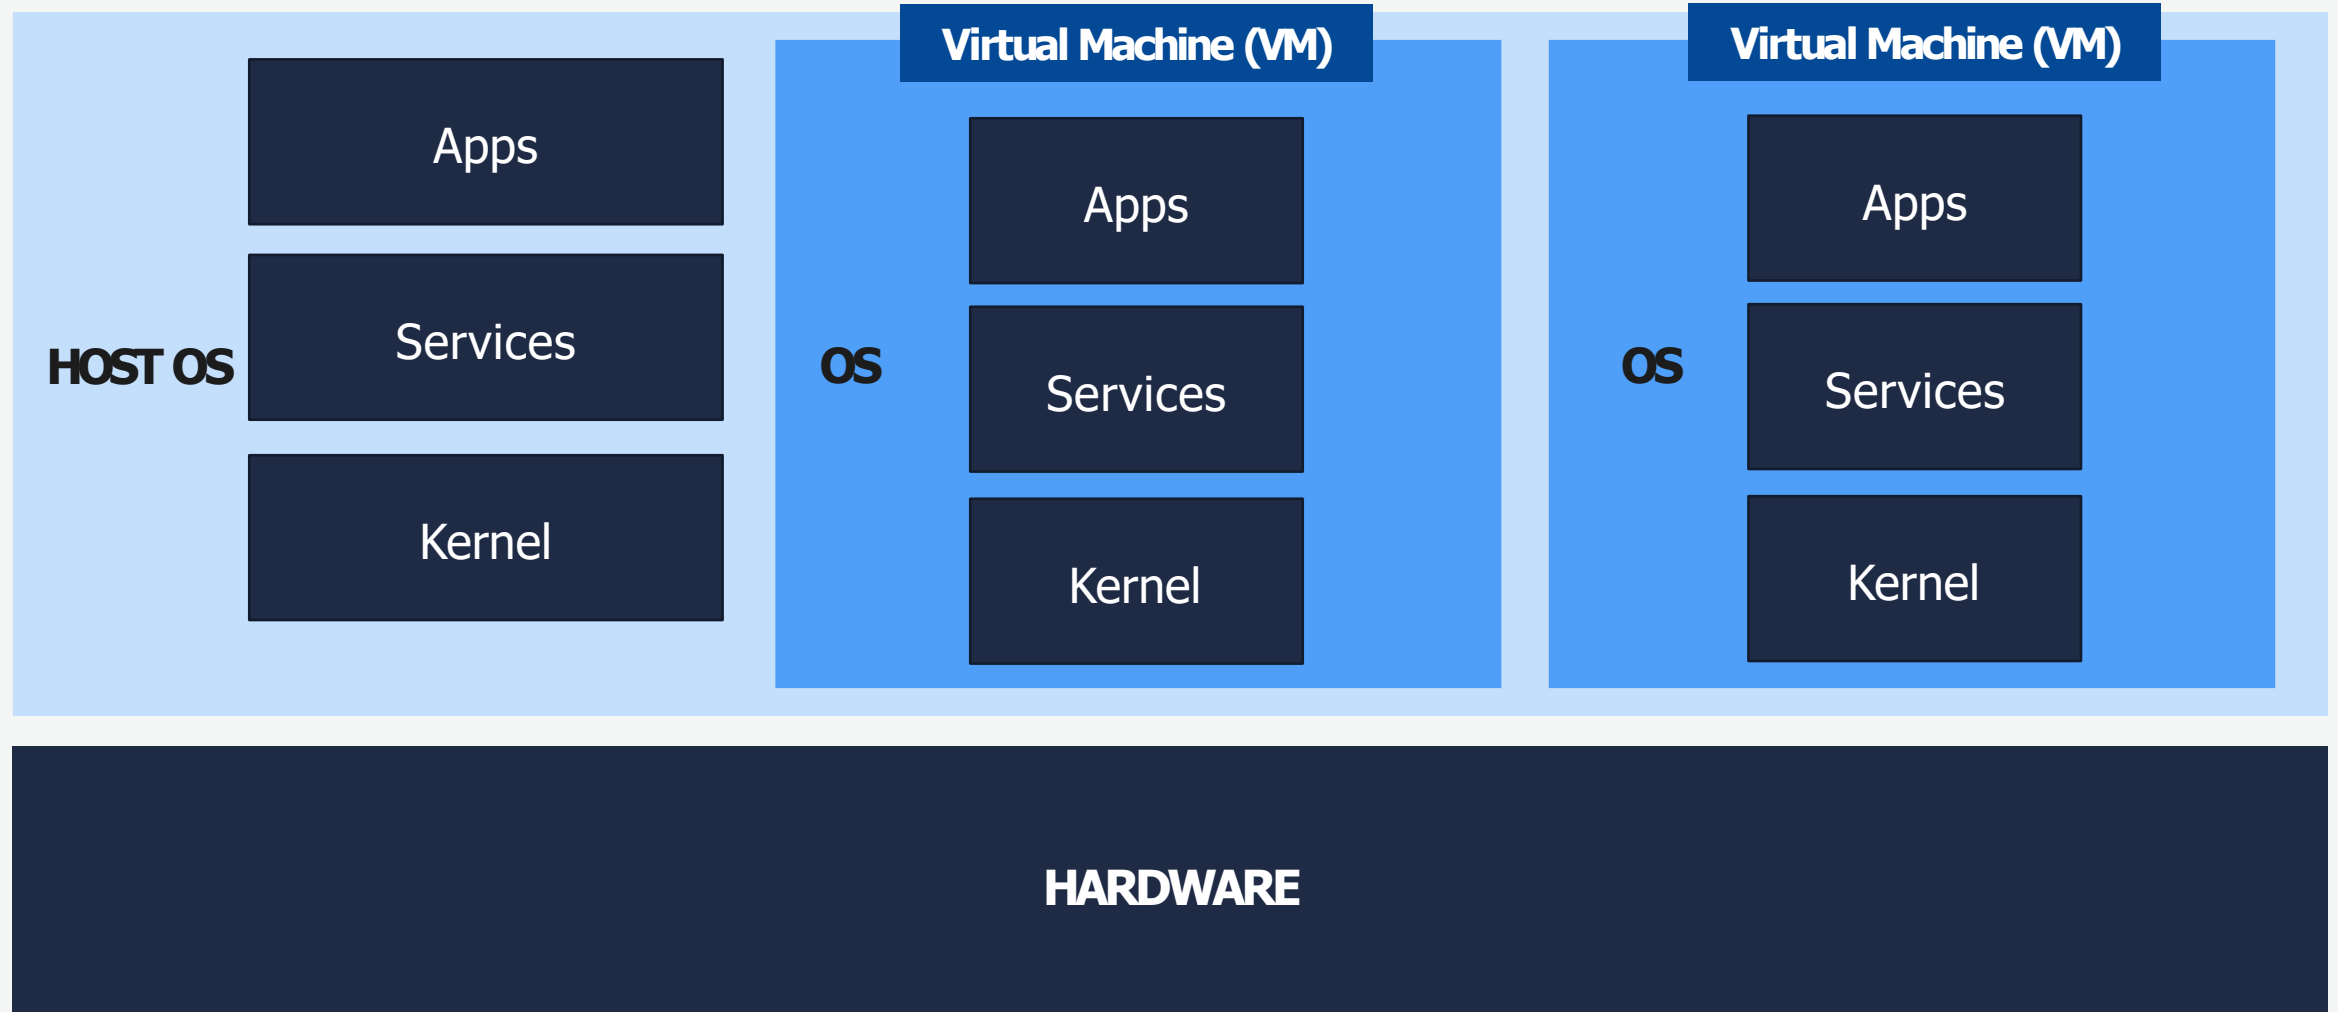 HOST OS
Apps
Services
Kernel
Virtual Machine (VM)
OS
Apps
Services
Kernel
Virtual Machine (VM)
OS
Apps
Services
Kernel
HARDWARE